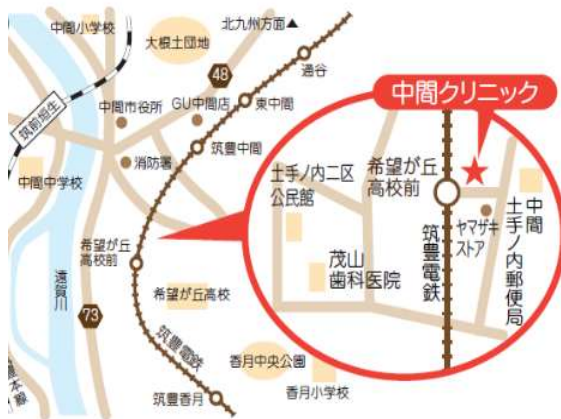 中間小学校
大根土団地
北九州方面▲
通谷
48
中間市役所
GU中間店
東中間
筑前垣生
消防署
筑豊中間
中間中学校
希望が丘
高校前
遠賀川
73
希望が丘高校
筑豊電鉄
香月中央公園
筑豊香月
香月小学校
本線
中間クリニック
土手ノ内二区
公民館
希望が丘
高校前
ヤマザキ
ストア
中間
土手ノ内郵便局
茂山
歯科医院
筑豊電鉄